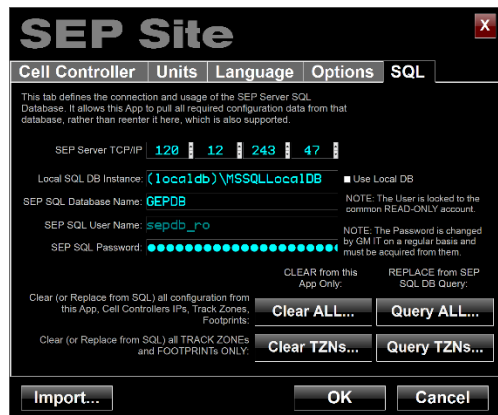 SEP Site
X
Cell Controller Units Language Options SQL
This tab defines the connection and usage of the SEP Server SQL
Database. It allows this App to pull all required configuration data from that
database, rather than reenter it here, which is also supported.
SEP Server TCP/IP 120 12 243 47
Local SQL DB Instance: (localdb)\MSSQLLocalDB Use Local DB
SEP SQL Database Name: GEPDB
NOTE: The User is locked to the
common READ-ONLY account.
SEP SQL User Name: sepdb_ro
NOTE: The Password is changed
by GM IT on a regular basis and
must be acquired from them.
SEP SQL Password: ●●●●●●●●●●●●●●●●●●●●●
CLEAR from this
App Only:
REPLACE from SEP
SQL DB Query:
Clear (or Replace from SQL) all configuration from
this App, Cell Controllers IPs, Track Zones,
Footprints:
Clear ALL... Query ALL...
Clear (or Replace from SQL) all TRACK ZONEs
and FOOTPRINTs ONLY:
Clear TZNs... Query TZNs...
Import... OK Cancel